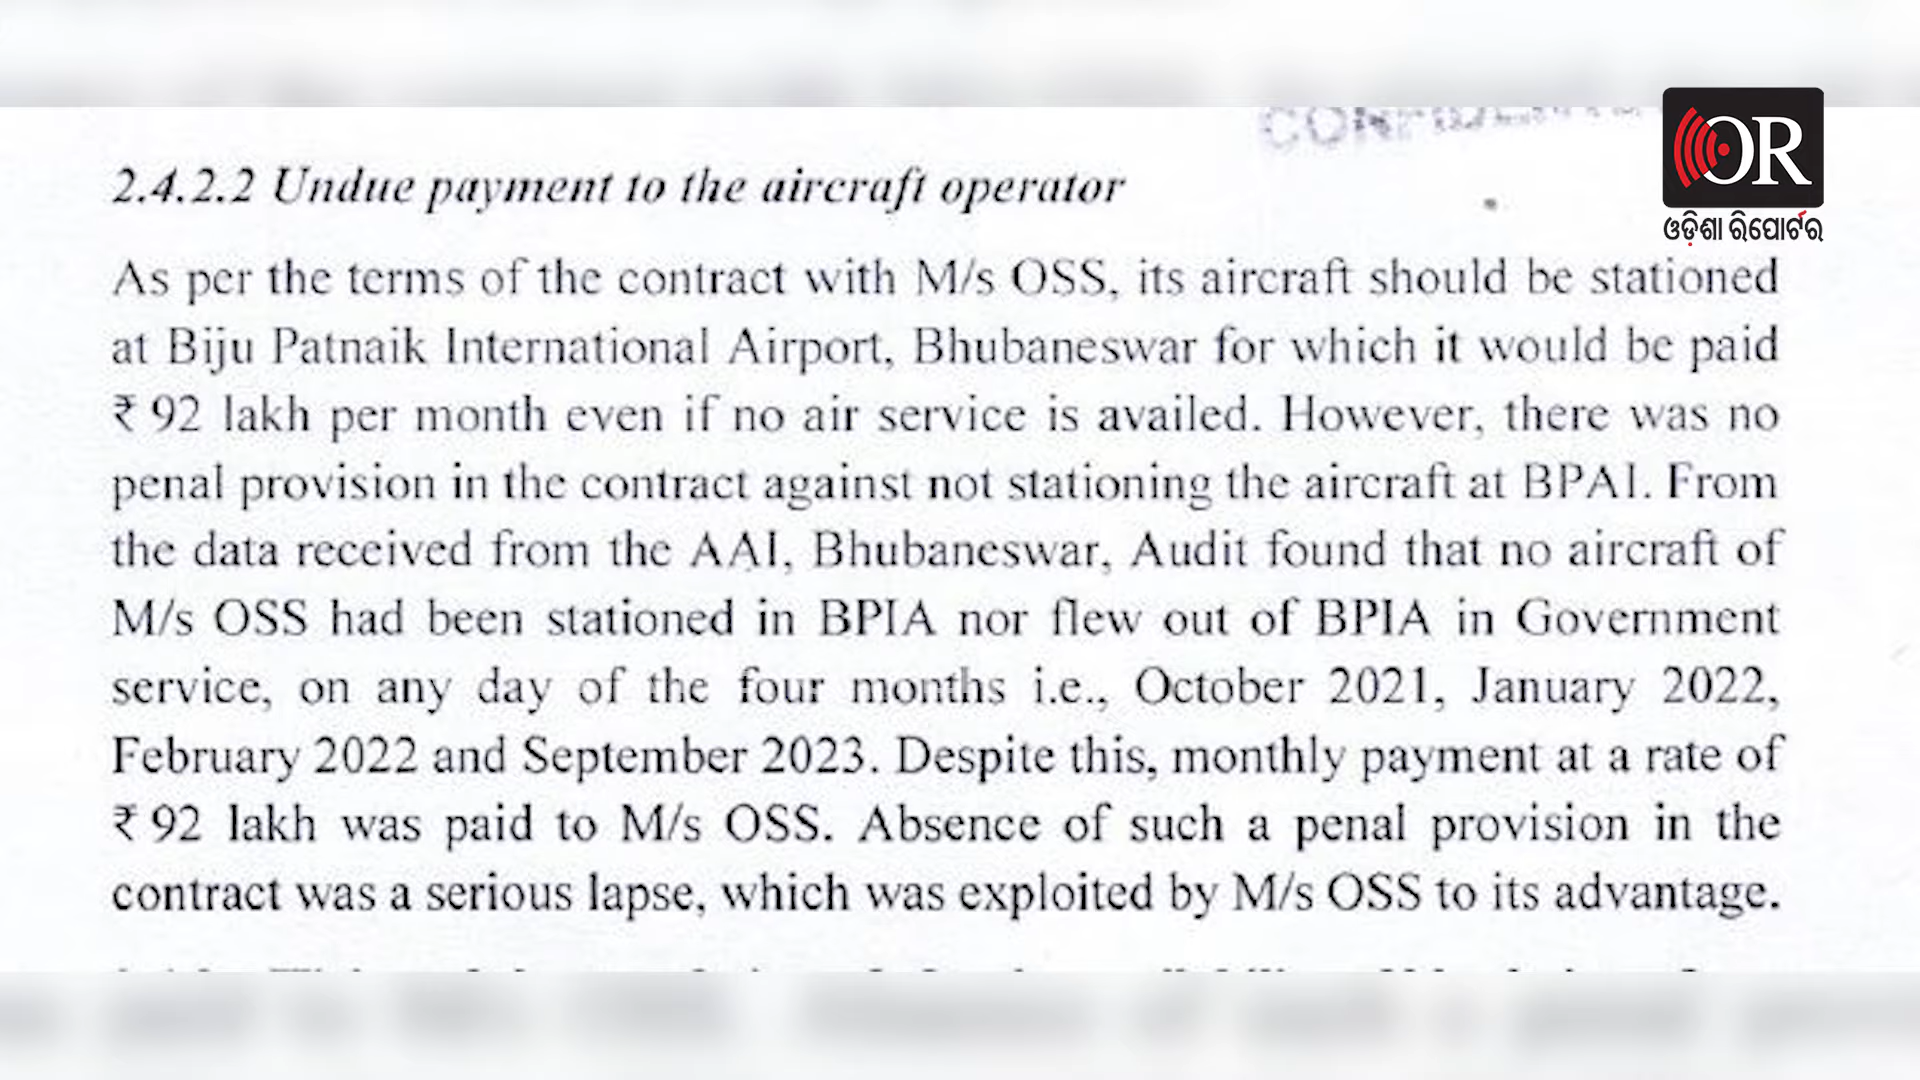 OR
ଓଡ଼ିଶା ରିପୋର୍ଟର
2.4.2.2 Undue payment to the aircraft operator
As per the terms of the contract with M/s OSS, its aircraft should be stationed
at Biju Patnaik International Airport, Bhubaneswar for which it would be paid
₹ 92 lakh per month even if no air service is availed. However, there was no
penal provision in the contract against not stationing the aircraft at BPAI. From
the data received from the AAI, Bhubaneswar, Audit found that no aircraft of
M/s OSS had been stationed in BPIA nor flew out of BPIA in Government
service, on any day of the four months i.e., October 2021, January 2022,
February 2022 and September 2023. Despite this, monthly payment at a rate of
₹ 92 lakh was paid to M/s OSS. Absence of such a penal provision in the
contract was a serious lapse, which was exploited by M/s OSS to its advantage.